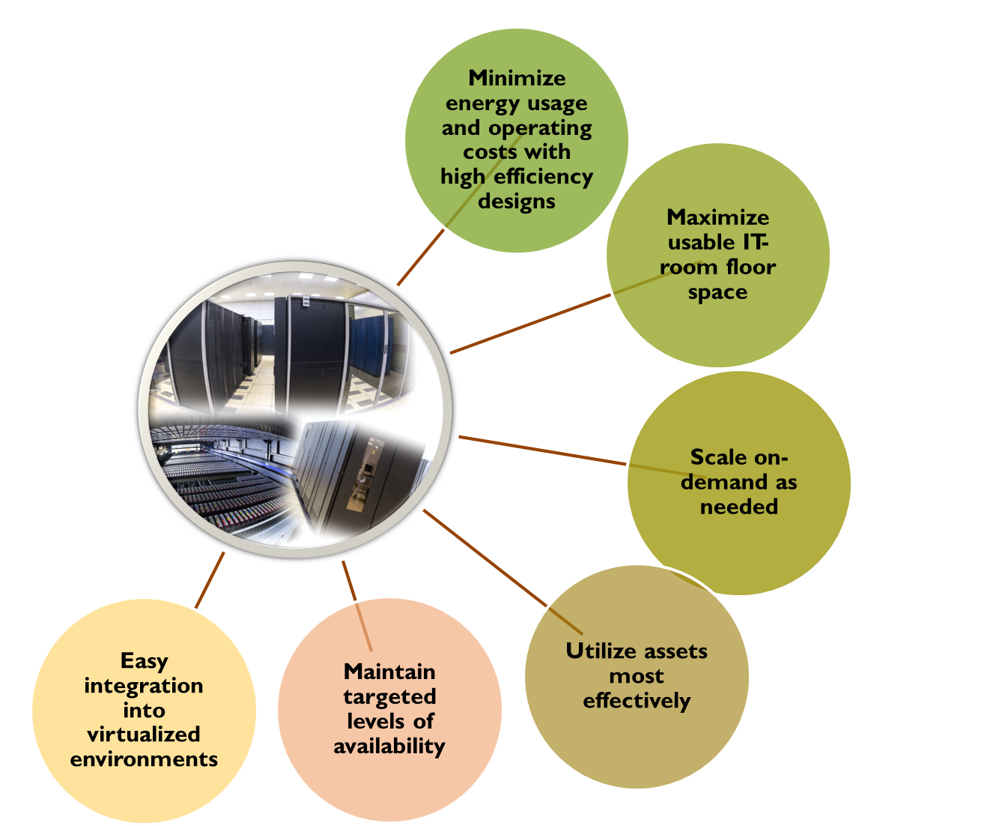 Minimize
energy usage
and operating
costs with
high efficiency
designs
Maximize
usable IT-
room floor
space
Scale on-
demand as
needed
Utilize assets
most
effectively
Maintain
targeted
levels of
availability
Easy
integration
into
virtualized
environments